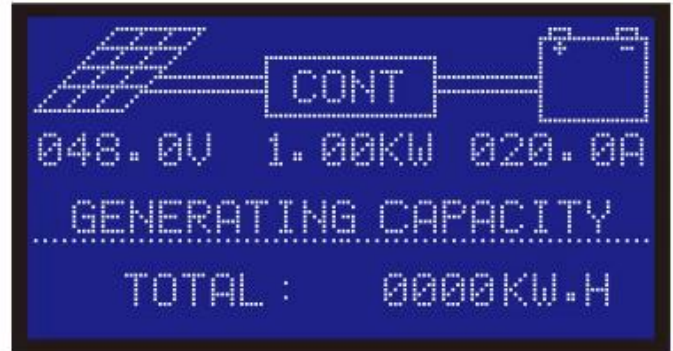 CONT
+ -
048.0V 1.00KW 020.0A
GENERATING CAPACITY
TOTAL: 0000KW.H